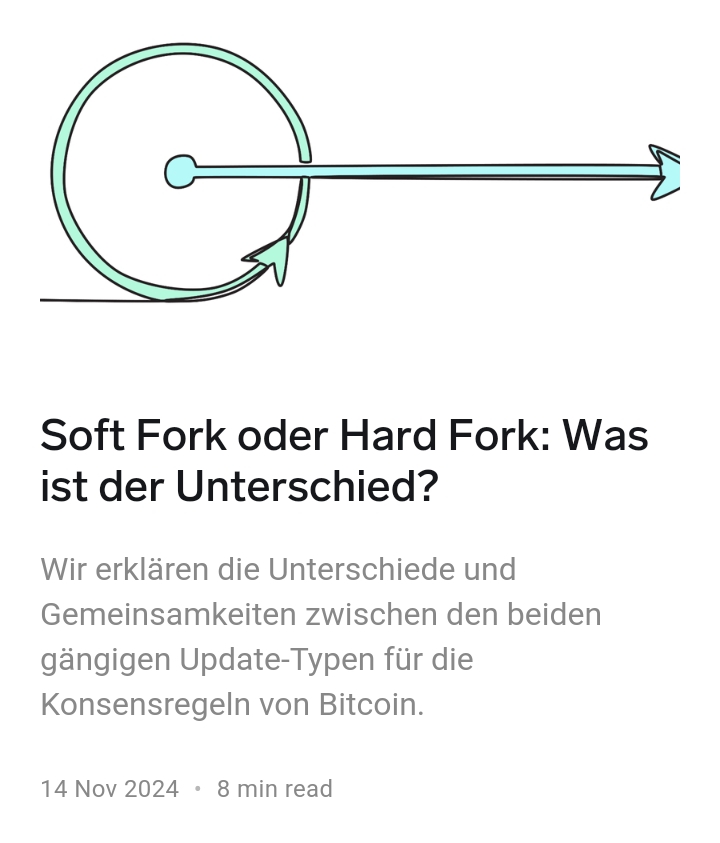 Soft Fork oder Hard Fork: Was
ist der Unterschied?
Wir erklären die Unterschiede und
Gemeinsamkeiten zwischen den beiden
gängigen Update-Typen für die
Konsensregeln von Bitcoin.
14 Nov 2024 • 8 min read